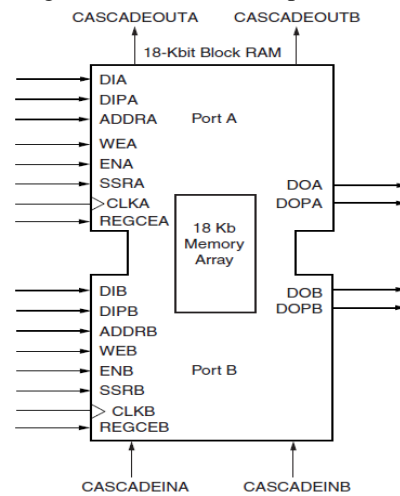 CASCADEOUTA CASCADEOUTB
18-Kbit Block RAM
DIA
DIPA
ADDRA
Port A
WEA
ENA
SSRA
DOA
CLKA
DOPA
REGCEA
18 Kb
Memory
Array
DIB
DOB
DIPB
DOPB
ADDRB
WEB
ENB
Port B
SSRB
CLKB
REGCEB
CASCADEINA CASCADEINB